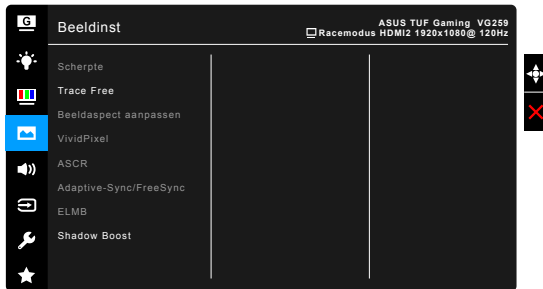 G
Beeldinst
ASUS TUF Gaming VG259
Racemodus HDMI2 1920x1080@ 120Hz
Scherpte
Trace Free
Beeldaspect aanpassen
VividPixel
ASCR
Adaptive-Sync/FreeSync
ELMB
Shadow Boost